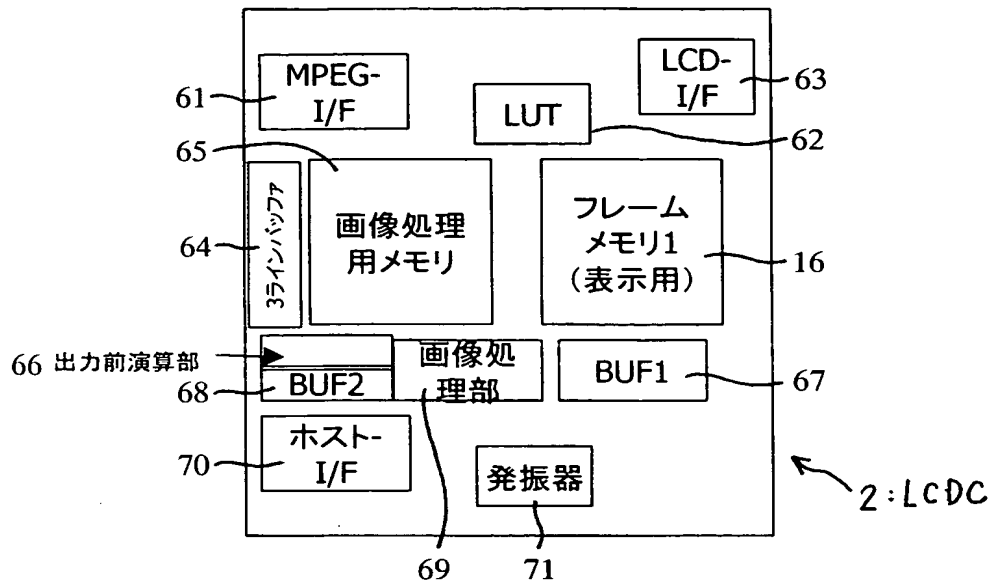 MPEG-
I/F
61
LUT
62
LCD-
I/F
63
65
3ラインバッファ
64
画像処理
用メモリ
フレーム
メモリ1
(表示用)
16
66 出力前演算部
BUF2
68
画像処
理部
BUF1
67
ホスト-
I/F
70
発振器
2:LCDC
69
71